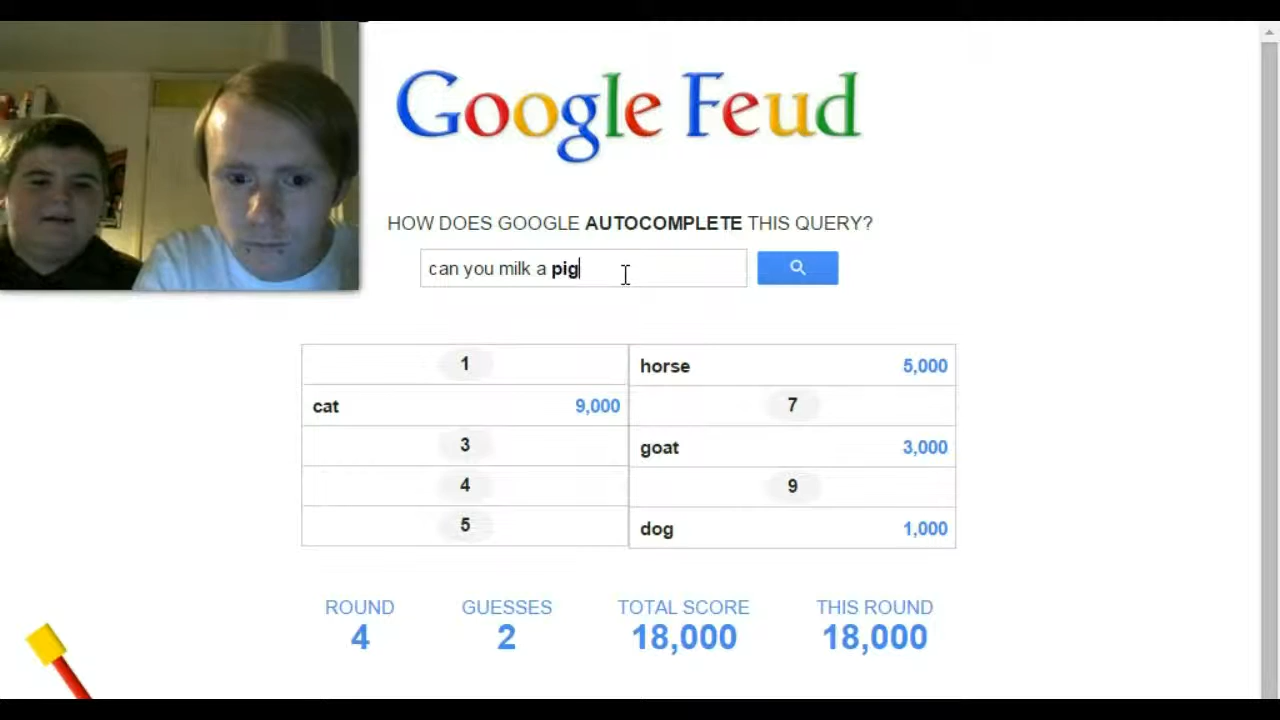 Google Feud
HOW DOES GOOGLE AUTOCOMPLETE THIS QUERY?
can you milk a pig
1
horse 5,000
cat 9,000
7
3
goat 3,000
4
9
5
dog 1,000
ROUND GUESSES TOTAL SCORE THIS ROUND
4 2 18,000 18,000